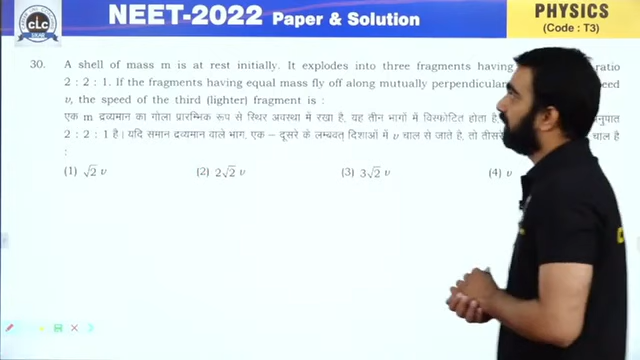 CLC
NEET-2022 Paper & Solution
PHYSICS
(Code : T3)
30. A shell of mass m is at rest initially. It explodes into three fragments having ratio
2 : 2 : 1. If the fragments having equal mass fly off along mutually perpendicular
v, the speed of the third (lighter) fragment is :
एक m द्रव्यमान का गोला प्रारम्भिक रूप से स्थिर अवस्था में रखा है, यह तीन भागों में विस्फोटित होता है
2 : 2 : 1 है। यदि समान द्रव्यमान वाले भाग, एक – दूसरे के लम्बवत् दिशाओं में v चाल से जाते है, तो चाल है
:
(1) √2 v (2) 2√2 v (3) 3√2 v (4) v